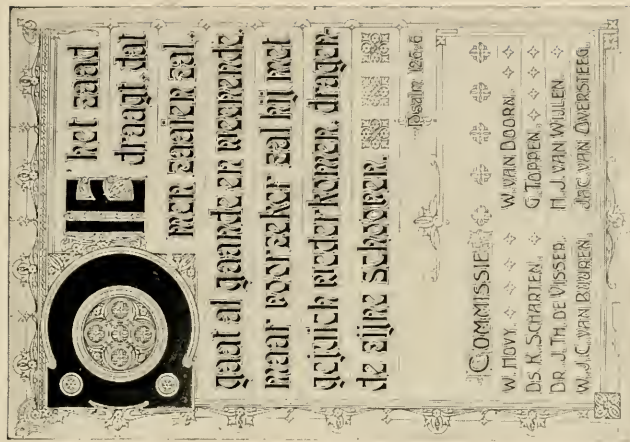 DIE het zaad
draagt, dat
men zaaien zal,
gaat al gaande en weenende,
maar voorzeker zal hij met
gejuich wederkomen, dragen-
de zijne schooven.
Psalm 126:6
COMMISSIE
W. HOVY. W. VAN DOORN.
DS. K. SCHARTEN. G. TOPPEN
DR. J. TH. DE VISSER. H. J. VAN WIJLEN.
W. J. C. VAN BUUREN. JAC. VAN OVERSTEEG.